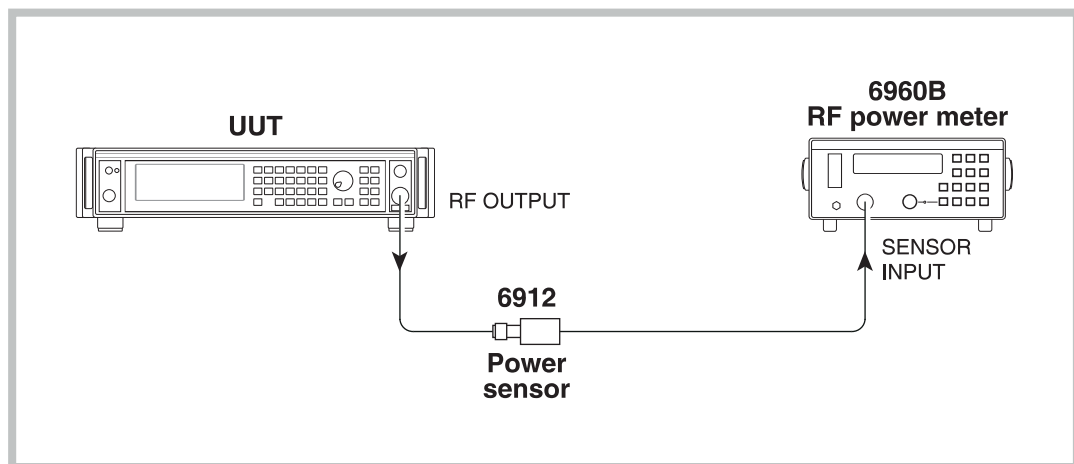 UUT
RF OUTPUT
6912
Power
sensor
6960B
RF power meter
SENSOR
INPUT